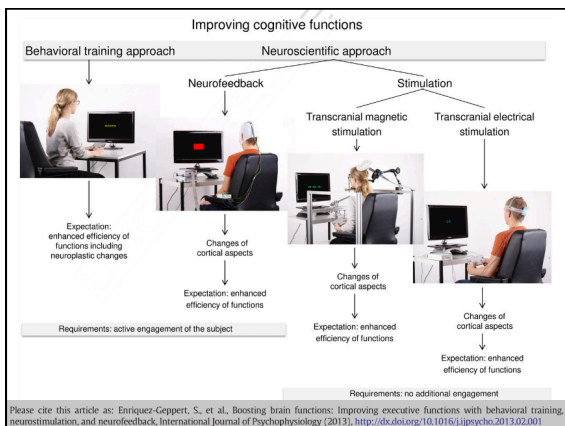 Improving cognitive functions
Behavioral training approach
Neuroscientific approach
Neurofeedback
Stimulation
Transcranial magnetic
stimulation
Transcranial electrical
stimulation
Expectation:
enhanced efficiency of
functions including
neuroplastic changes
Changes of
cortical aspects
Expectation: enhanced
efficiency of functions
Changes of
cortical aspects
Expectation: enhanced
efficiency of functions
Changes of
cortical aspects
Expectation: enhanced
efficiency of functions
Requirements: active engagement of the subject
Requirements: no additional engagement
Please cite this article as: Enriquez-Geppert, S., et al., Boosting brain functions: Improving executive functions with behavioral training,
neurostimulation, and neurofeedback, International Journal of Psychophysiology (2013), http://dx.doi.org/10.1016/j.ijpsycho.2013.02.001